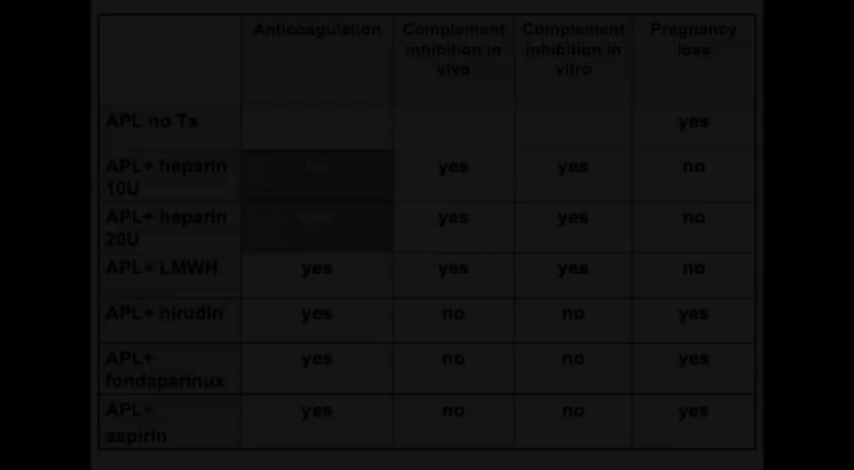 Anticoagulation Complement Complement Pregnancy
inhibition in inhibition in loss
vivo vitro
APL no Tx yes
APL+ heparin no yes yes no
10U
APL+ heparin yes yes yes no
20U
APL+ LMWH yes yes yes no
APL+ hirudin yes no no yes
APL+ yes no no yes
fondaparinux
APL+ yes no no yes
aspirin